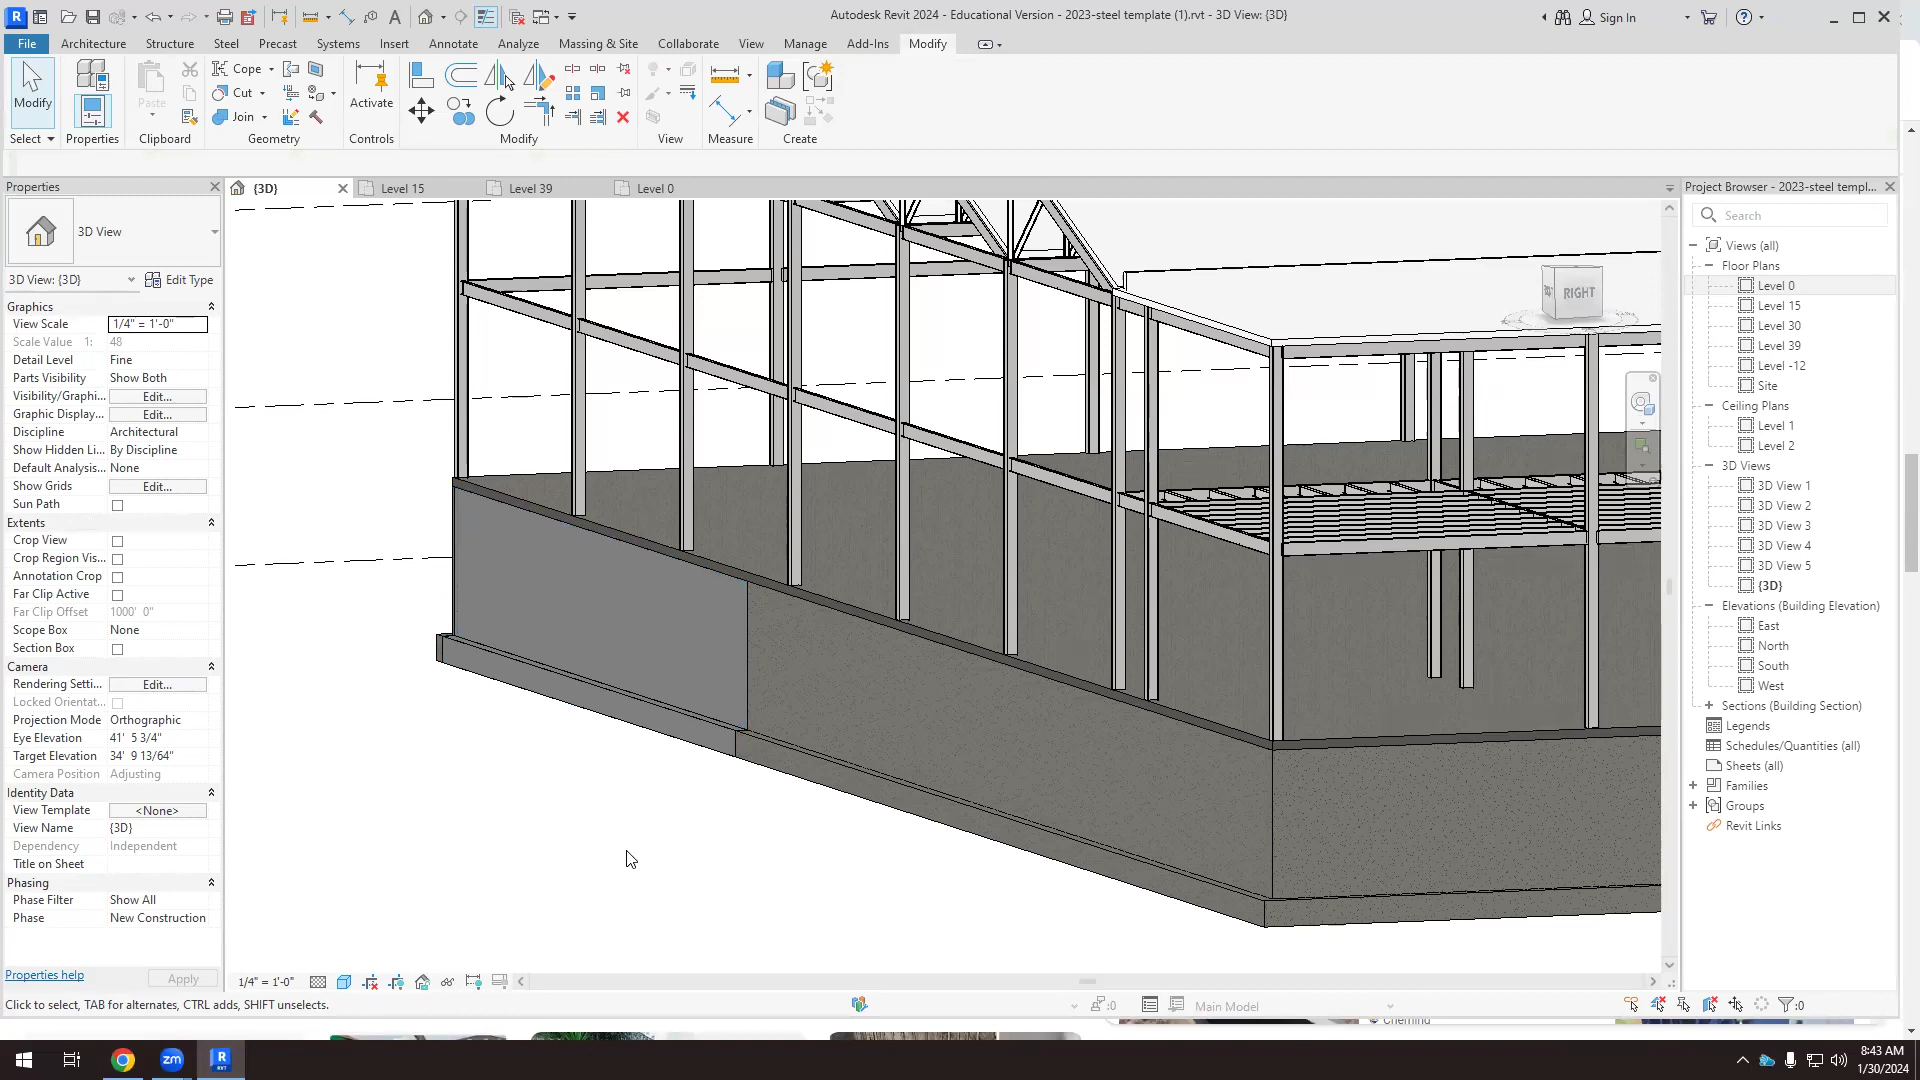 Autodesk Revit 2024 - Educational Version - 2023-steel template (1).rvt - 3D View: {3D}
Sign In
File Architecture Structure Steel Precast Systems Insert Annotate Analyze Massing & Site Collaborate View Manage Add-Ins Modify
Modify
Select
Properties
Paste
Clipboard
Cope
Cut
Join
Geometry
Activate
Controls
Modify
View
Measure
Create
Properties
3D View
3D View: {3D}
Edit Type
Graphics
View Scale 1/4" = 1'-0"
Scale Value 1: 48
Detail Level Fine
Parts Visibility Show Both
Visibility/Graphi... Edit...
Graphic Display... Edit...
Discipline Architectural
Show Hidden Li... By Discipline
Default Analysis... None
Show Grids Edit...
Sun Path
Extents
Crop View
Crop Region Vis...
Annotation Crop
Far Clip Active
Far Clip Offset 1000' 0"
Scope Box None
Section Box
Camera
Rendering Setti... Edit...
Locked Orientat...
Projection Mode Orthographic
Eye Elevation 41' 5 3/4"
Target Elevation 34' 9 13/64"
Camera Position Adjusting
Identity Data
View Template <None>
View Name {3D}
Dependency Independent
Title on Sheet
Phasing
Phase Filter Show All
Phase New Construction
Properties help
Apply
{3D}
Level 15
Level 39
Level 0
RIGHT
Project Browser - 2023-steel templ...
Search
Views (all)
Floor Plans
Level 0
Level 15
Level 30
Level 39
Level -12
Site
Ceiling Plans
Level 1
Level 2
3D Views
3D View 1
3D View 2
3D View 3
3D View 4
3D View 5
{3D}
Elevations (Building Elevation)
East
North
South
West
Sections (Building Section)
Legends
Schedules/Quantities (all)
Sheets (all)
Families
Groups
Revit Links
1/4" = 1'-0"
Click to select, TAB for alternates, CTRL adds, SHIFT unselects.
:0
Main Model
:0
zm
R
RVT
8:43 AM
1/30/2024